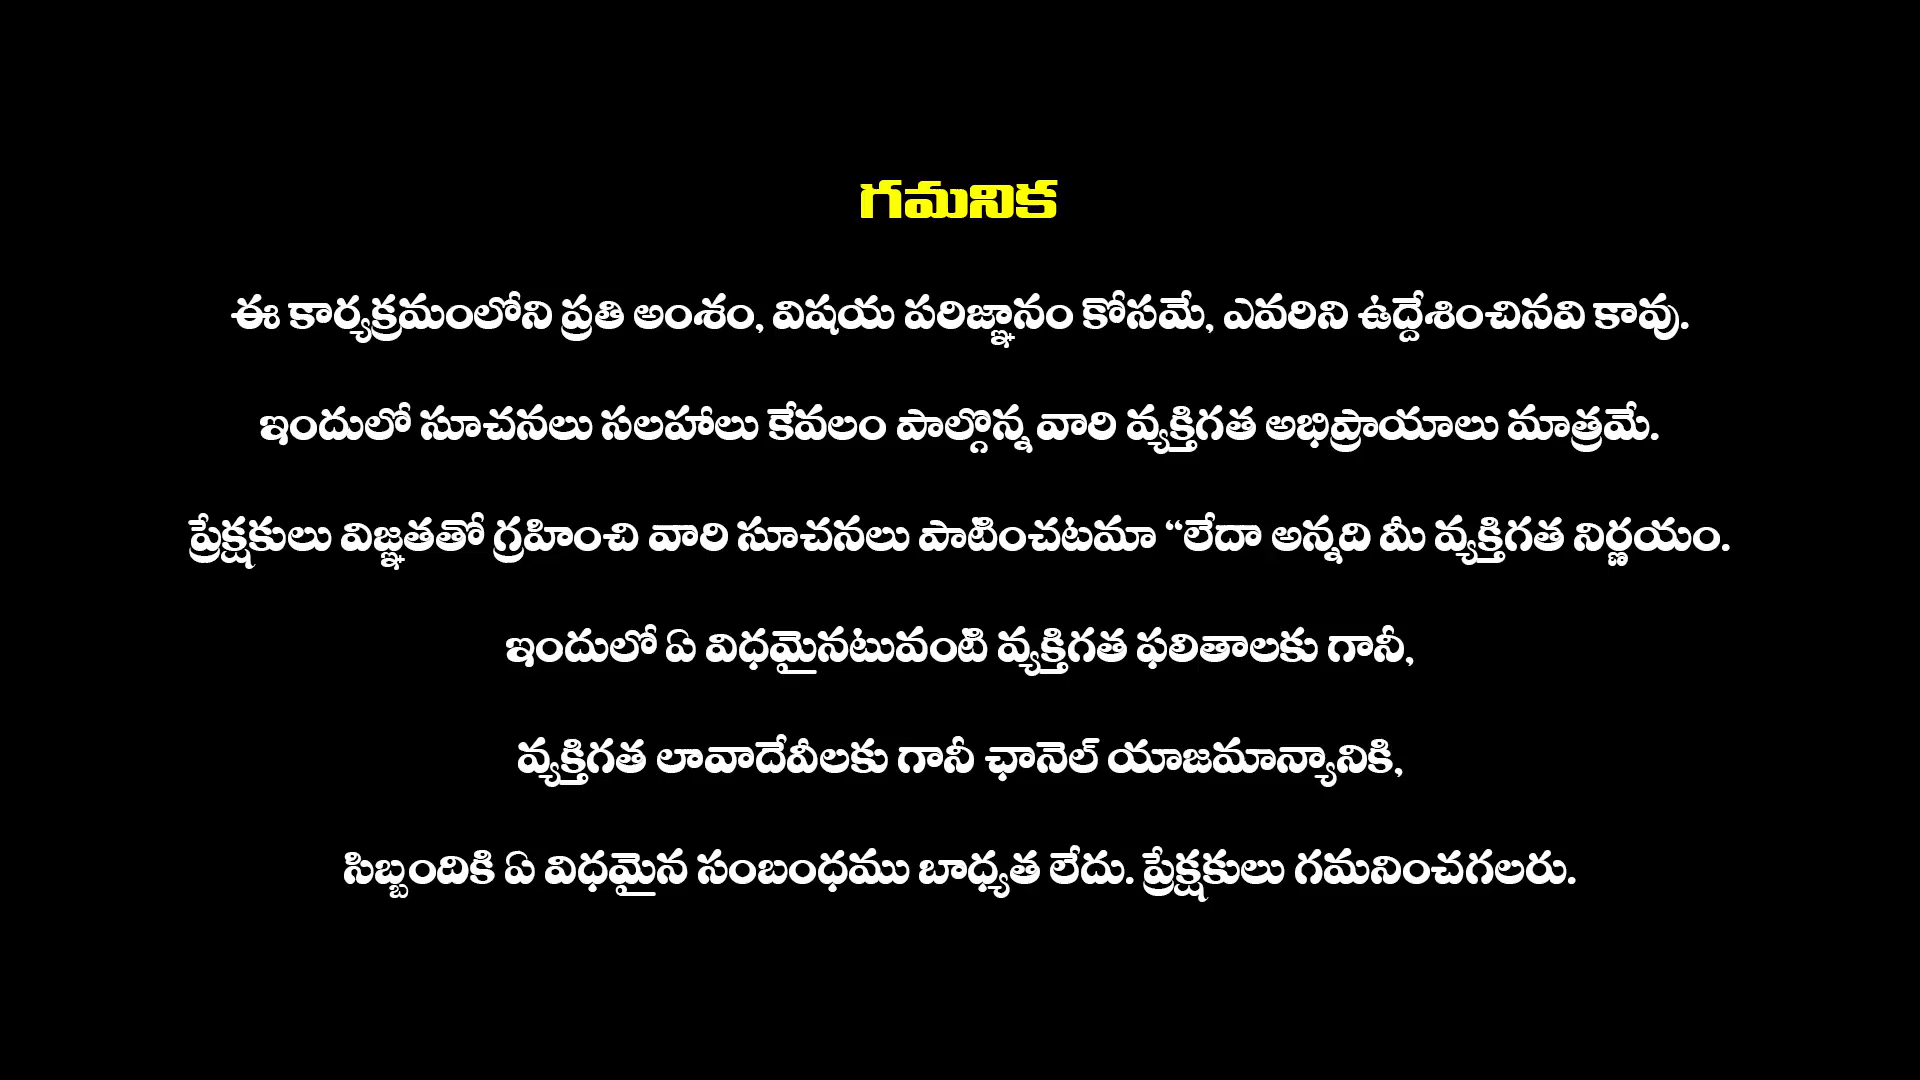 గమనిక
ఈ కార్యక్రమంలోని ప్రతి అంశం, విషయ పరిజ్ఞానం కోసమే, ఎవరిని ఉద్దేశించినవి కావు.
ఇందులో సూచనలు సలహాలు కేవలం పాల్గొన్న వారి వ్యక్తిగత అభిప్రాయాలు మాత్రమే.
ప్రేక్షకులు విజ్ఞతతో గ్రహించి వారి సూచనలు పాటించటమా “లేదా అన్నది మీ వ్యక్తిగత నిర్ణయం.
ఇందులో ఏ విధమైనటువంటి వ్యక్తిగత ఫలితాలకు గానీ,
వ్యక్తిగత లావాదేవీలకు గానీ ఛానెల్ యాజమాన్యానికి,
సిబ్బందికి ఏ విధమైన సంబంధము బాధ్యత లేదు. ప్రేక్షకులు గమనించగలరు.